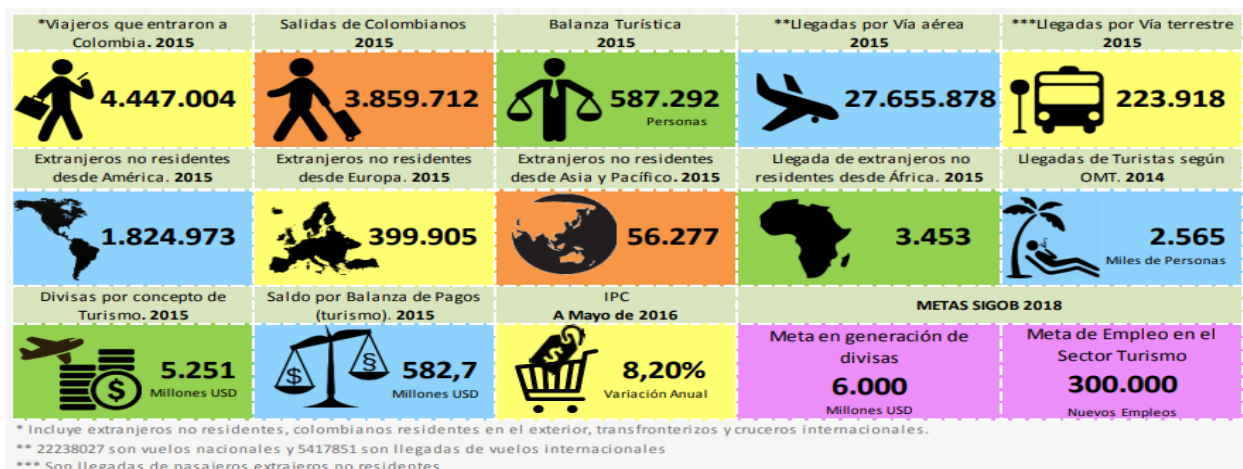 *Viajeros que entraron a
Colombia. 2015
Salidas de Colombianos
2015
Balanza Turística
2015
**Llegadas por Vía aérea
2015
***Llegadas por Vía terrestre
2015
4.447.004
3.859.712
587.292
Personas
27.655.878
223.918
Extranjeros no residentes
desde América. 2015
Extranjeros no residentes
desde Europa. 2015
Extranjeros no residentes
desde Asia y Pacífico. 2015
Llegada de extranjeros no
residentes desde África. 2015
Llegadas de Turistas según
OMT. 2014
1.824.973
399.905
56.277
3.453
2.565
Miles de Personas
Divisas por concepto de
Turismo. 2015
Saldo por Balanza de Pagos
(turismo). 2015
IPC
A Mayo de 2016
METAS SIGOB 2018
$
5.251
Millones USD
$ §
582,7
Millones USD
$
8,20%
Variación Anual
Meta en generación de
divisas
6.000
Millones USD
Meta de Empleo en el
Sector Turismo
300.000
Nuevos Empleos
* Incluye extranjeros no residentes, colombianos residentes en el exterior, transfronterizos y cruceros internacionales.
** 22238027 son vuelos nacionales y 5417851 son llegadas de vuelos internacionales
*** Son llegadas de pasajeros extrajeros no residentes